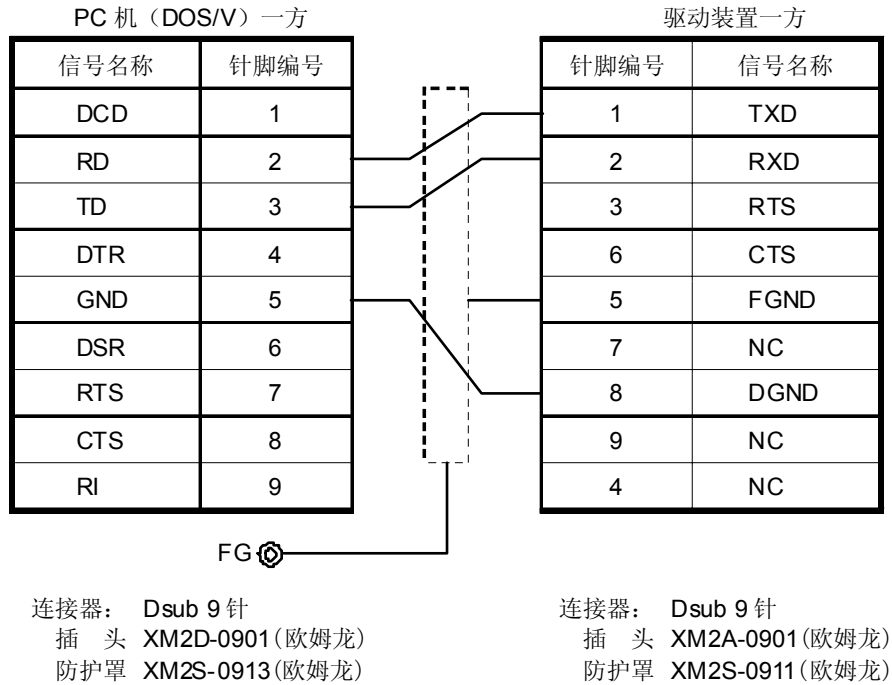 PC 机（DOS/V）一方 驱动装置一方
信号名称 针脚编号 针脚编号 信号名称
DCD 1 1 TXD
RD 2 2 RXD
TD 3 3 RTS
DTR 4 6 CTS
GND 5 5 FGND
DSR 6 7 NC
RTS 7 8 DGND
CTS 8 9 NC
RI 9 4 NC
FG
连接器： Dsub 9 针 连接器： Dsub 9 针
插 头 XM2D-0901(欧姆龙) 插 头 XM2A-0901(欧姆龙)
防护罩 XM2S-0913(欧姆龙) 防护罩 XM2S-0911(欧姆龙)